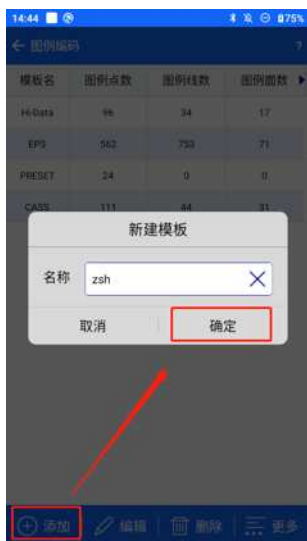 14:44 75%
图例编码 ?
模板名 图例点数 图例线数 图例面数
Hi-Data 96 34 17
EPS 562 753 71
PRESET 24 0 0
CASS 111 44 31
新建模板
名称 zsh
取消 确定
添加 编辑 删除 更多